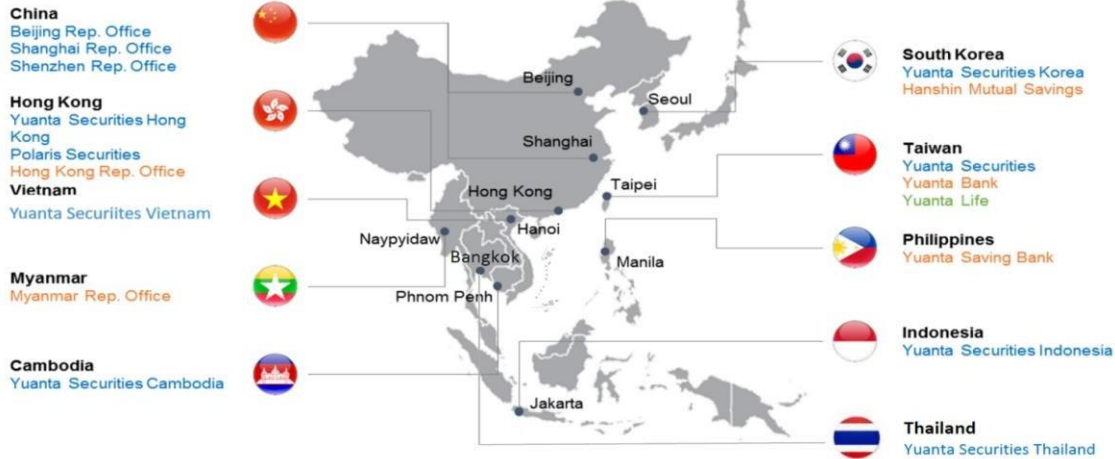 China
Beijing Rep. Office
Shanghai Rep. Office
Shenzhen Rep. Office
Hong Kong
Yuanta Securities Hong
Kong
Polaris Securities
Hong Kong Rep. Office
Vietnam
Yuanta Securiites Vietnam
Myanmar
Myanmar Rep. Office
Cambodia
Yuanta Securities Cambodia
Beijing
Seoul
Shanghai
Hong Kong
Taipei
Hanoi
Naypyidaw
Bangkok
Manila
Phnom Penh
Jakarta
South Korea
Yuanta Securities Korea
Hanshin Mutual Savings
Taiwan
Yuanta Securities
Yuanta Bank
Yuanta Life
Philippines
Yuanta Saving Bank
Indonesia
Yuanta Securities Indonesia
Thailand
Yuanta Securities Thailand